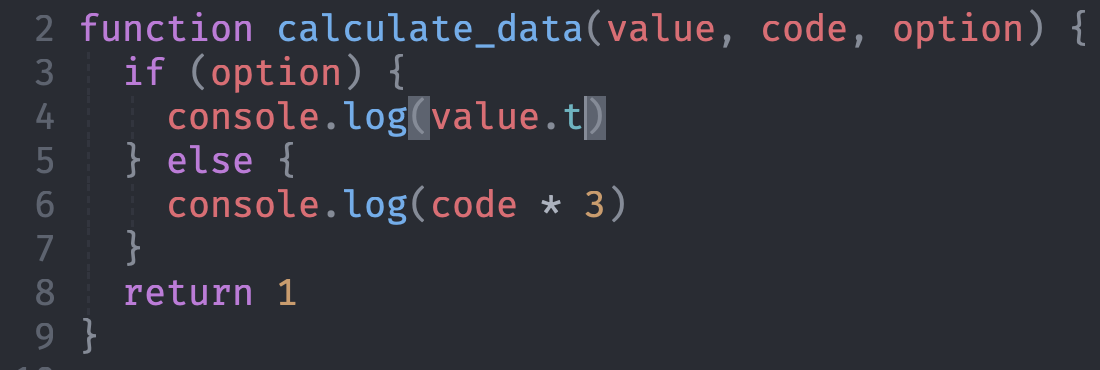 2 function calculate_data(value, code, option) {
3   if (option) {
4     console.log(value.t)
5   } else {
6     console.log(code * 3)
7   }
8   return 1
9 }